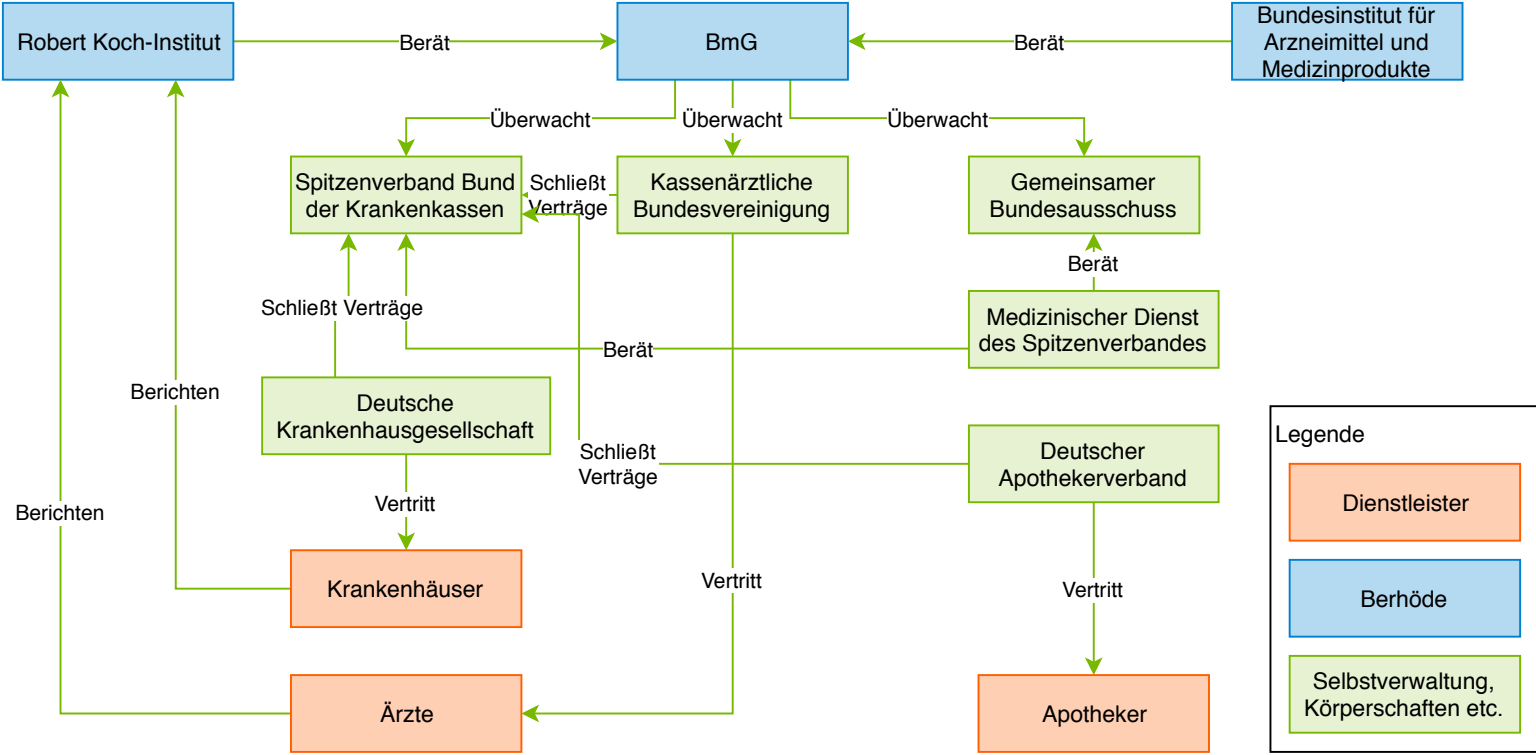 Robert Koch-Institut
Berät
BmG
Berät
Bundesinstitut für
Arzneimittel und
Medizinprodukte
Überwacht
Überwacht
Überwacht
Spitzenverband Bund
der Krankenkassen
Schließt
Verträge
Kassenärztliche
Bundesvereinigung
Gemeinsamer
Bundesausschuss
Berät
Schließt Verträge
Medizinischer Dienst
des Spitzenverbandes
Berät
Berichten
Deutsche
Krankenhausgesellschaft
Schließt
Verträge
Deutscher
Apothekerverband
Vertritt
Berichten
Krankenhäuser
Vertritt
Vertritt
Ärzte
Apotheker
Legende
Dienstleister
Berhöde
Selbstverwaltung,
Körperschaften etc.